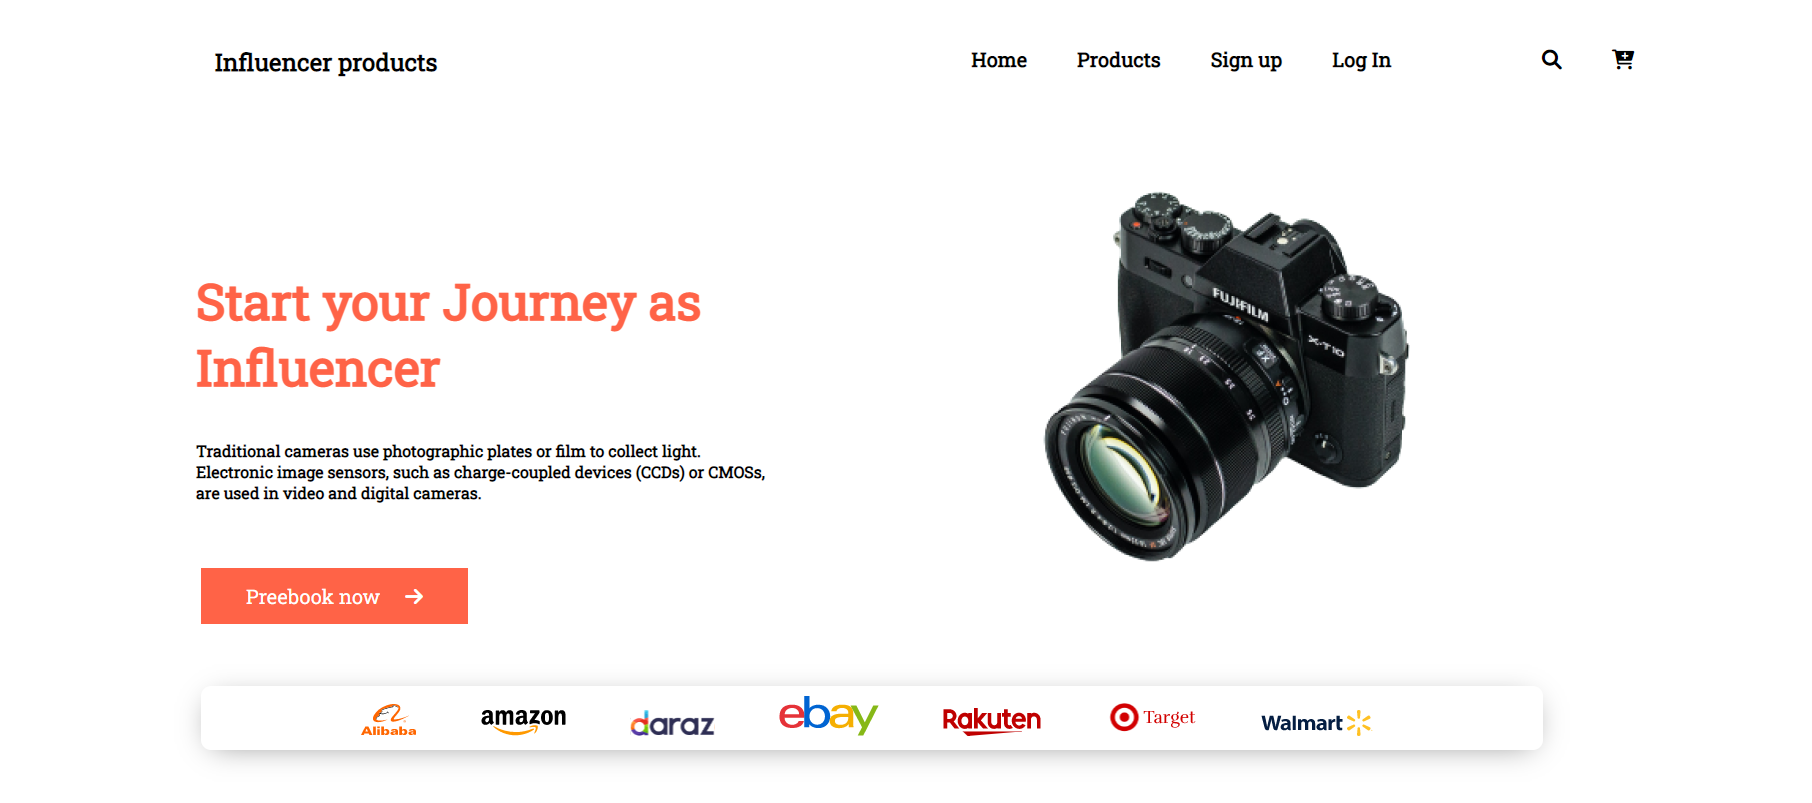 Influencer products
Home Products Sign up Log In
Start your Journey as
Influencer
Traditional cameras use photographic plates or film to collect light.
Electronic image sensors, such as charge-coupled devices (CCDs) or CMOSs,
are used in video and digital cameras.
Preebook now
FUJIFILM
X-T10
XF
Alibaba amazon daraz ebay Rakuten Target Walmart